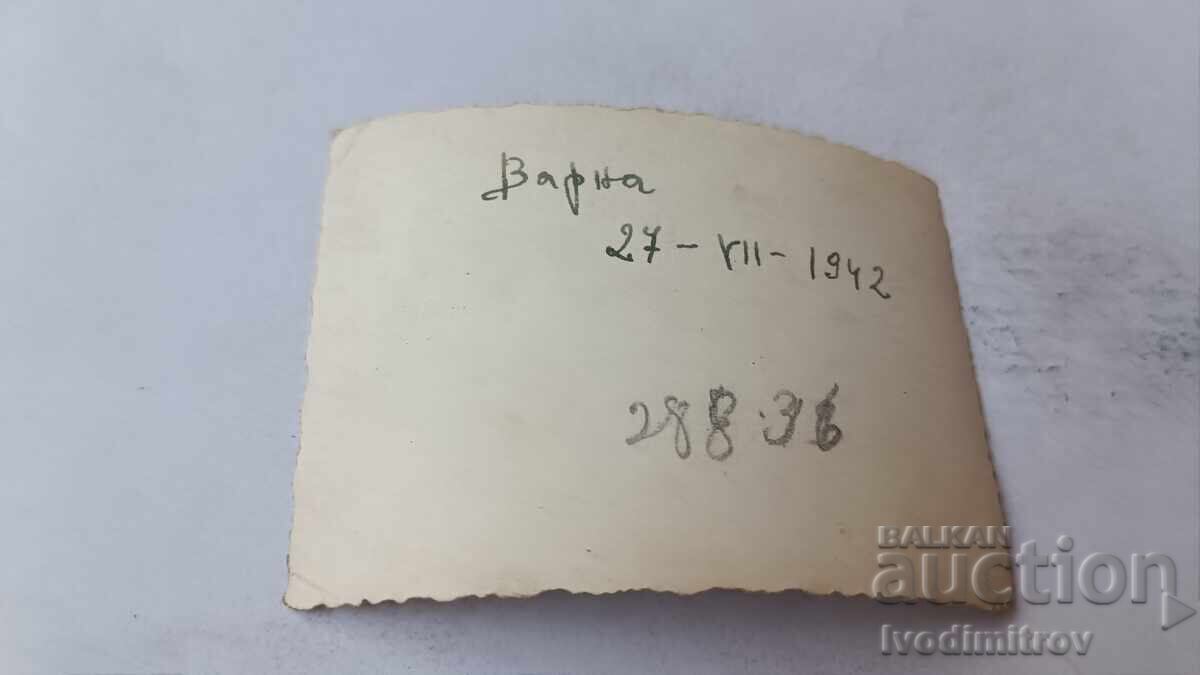 Варна
27 - VII - 1942
288.36
BALKAN
auction
Ivodimitrov